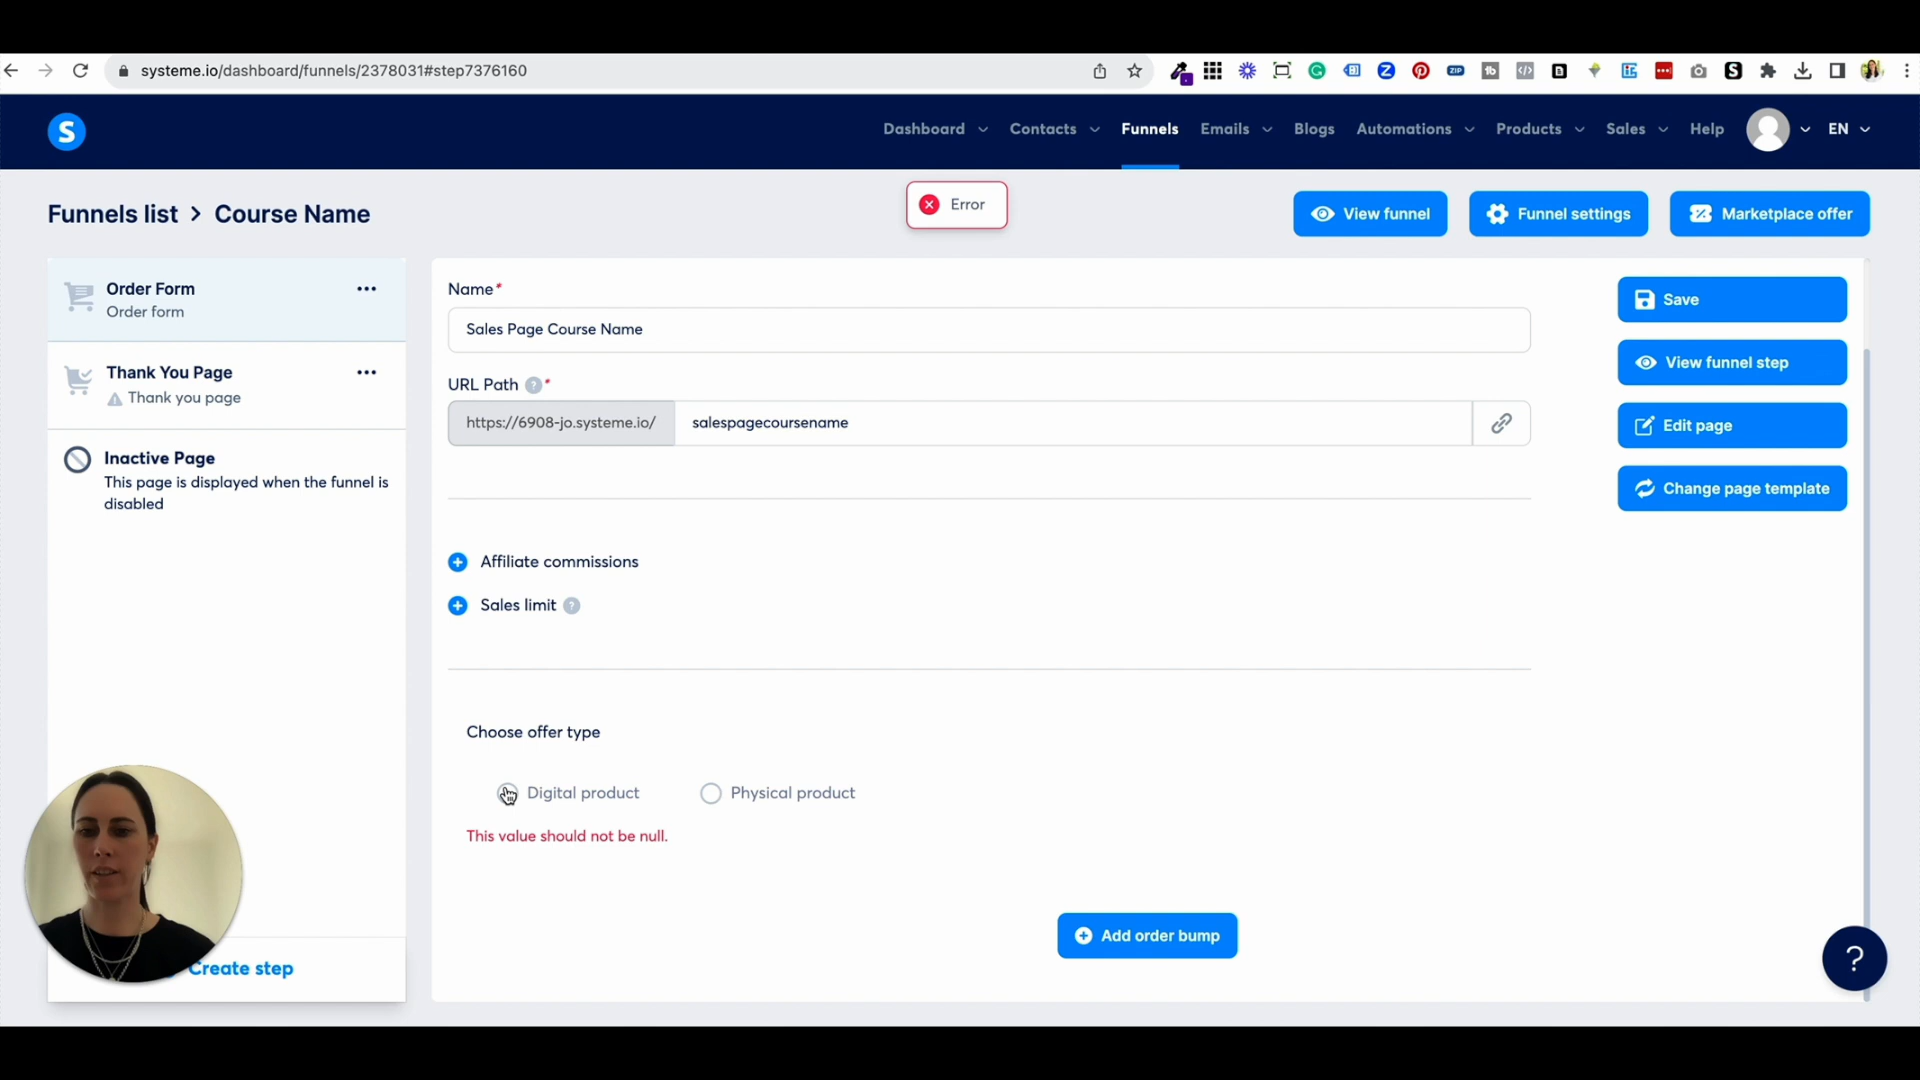 systeme.io/dashboard/funnels/2378031#step7376160
S
Dashboard
Contacts
Funnels
Emails
Blogs
Automations
Products
Sales
Help
EN
Funnels list > Course Name
Error
View funnel
Funnel settings
Marketplace offer
Order Form
Order form
Thank You Page
Thank you page
Inactive Page
This page is displayed when the funnel is
disabled
Create step
Name*
Sales Page Course Name
URL Path ? *
https://6908-jo.systeme.io/
salespagecoursename
Affiliate commissions
Sales limit ?
Choose offer type
Digital product
Physical product
This value should not be null.
Add order bump
Save
View funnel step
Edit page
Change page template
?